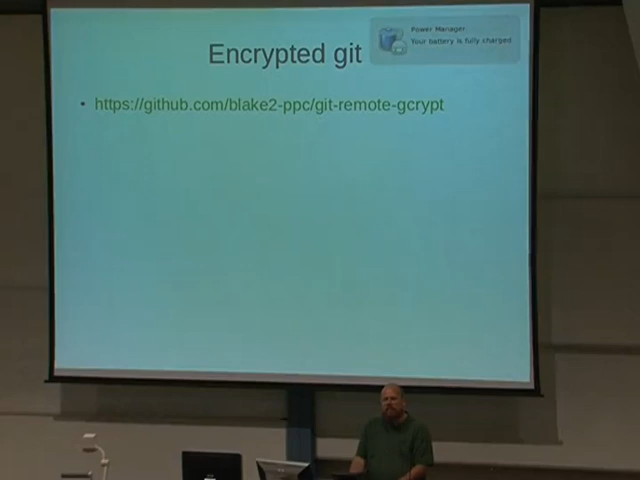 Power Manager
Your battery is fully charged
Encrypted git
• https://github.com/blake2-ppc/git-remote-gcrypt